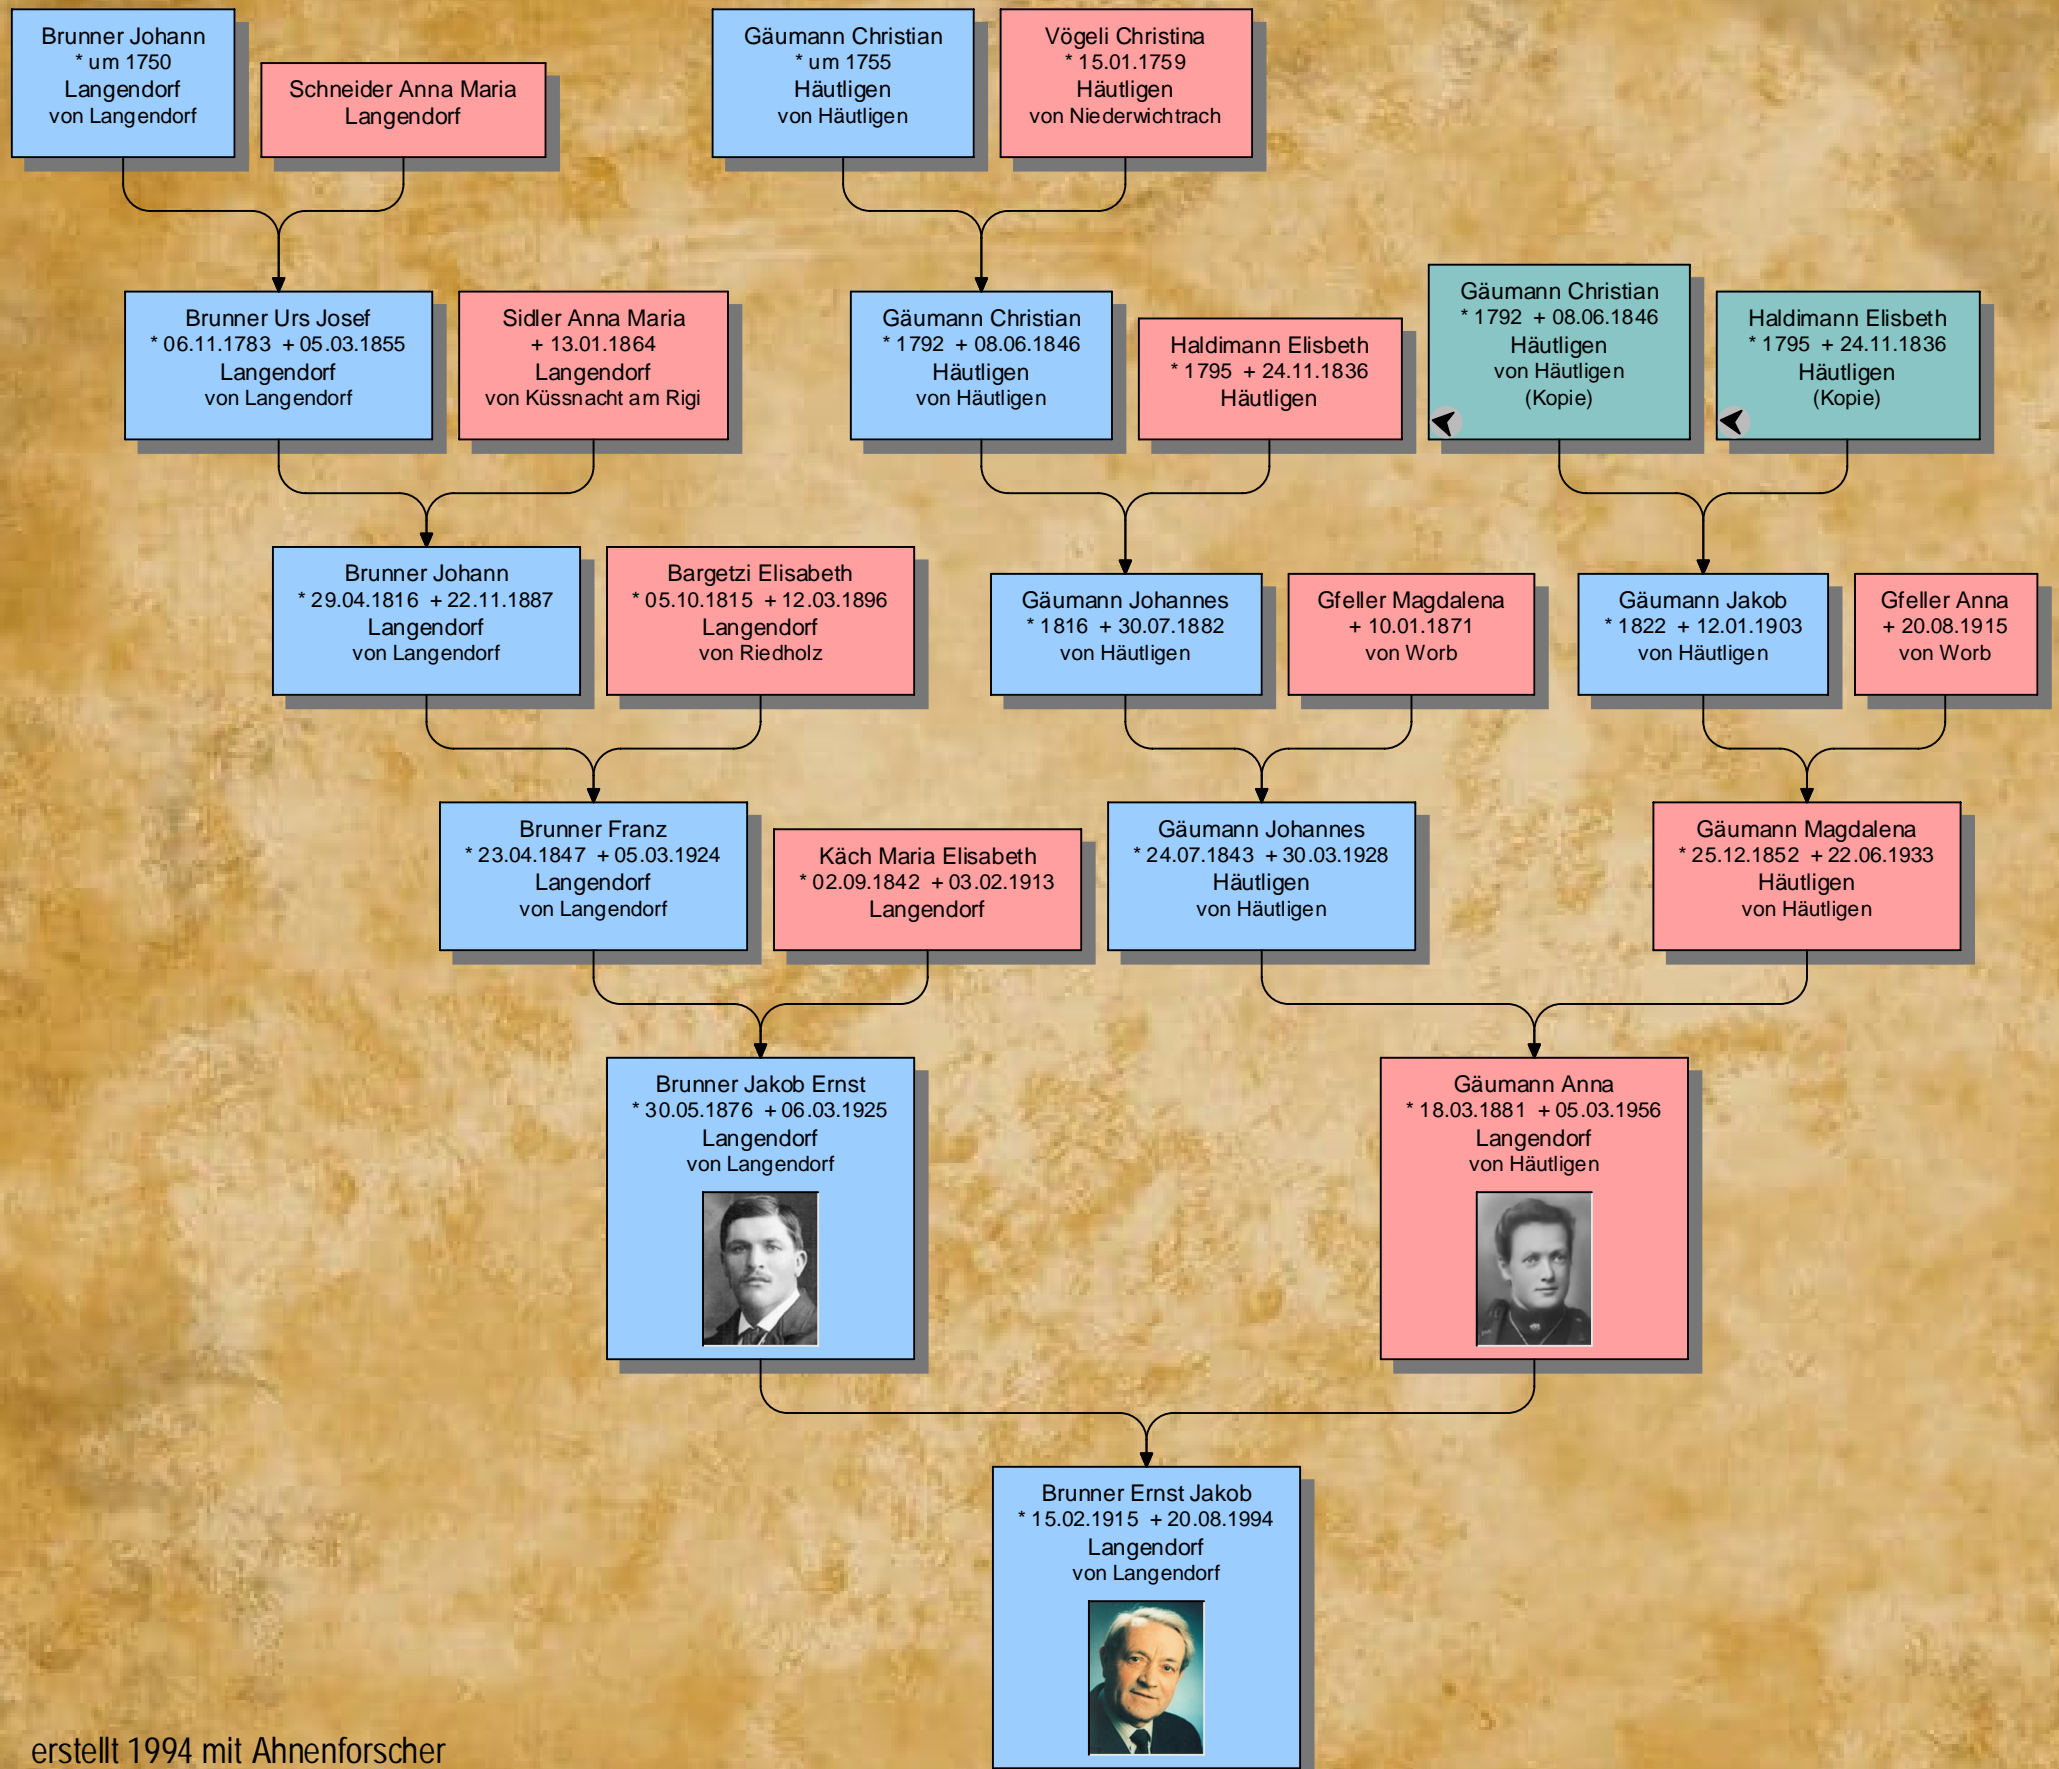 Brunner Johann
* um 1750
Langendorf
von Langendorf
Schneider Anna Maria
Langendorf
Gäumann Christian
* um 1755
Häutligen
von Häutligen
Vögeli Christina
* 15.01.1759
Häutligen
von Niederwichtrach
Brunner Urs Josef
* 06.11.1783 + 05.03.1855
Langendorf
von Langendorf
Sidler Anna Maria
+ 13.01.1864
Langendorf
von Küssnacht am Rigi
Gäumann Christian
* 1792 + 08.06.1846
Häutligen
von Häutligen
Haldimann Elisbeth
* 1795 + 24.11.1836
Häutligen
Gäumann Christian
* 1792 + 08.06.1846
Häutligen
von Häutligen
(Kopie)
Haldimann Elisbeth
* 1795 + 24.11.1836
Häutligen
(Kopie)
Brunner Johann
* 29.04.1816 + 22.11.1887
Langendorf
von Langendorf
Bargetzi Elisabeth
* 05.10.1815 + 12.03.1896
Langendorf
von Riedholz
Gäumann Johannes
* 1816 + 30.07.1882
von Häutligen
Gfeller Magdalena
+ 10.01.1871
von Worb
Gäumann Jakob
* 1822 + 12.01.1903
von Häutligen
Gfeller Anna
+ 20.08.1915
von Worb
Brunner Franz
* 23.04.1847 + 05.03.1924
Langendorf
von Langendorf
Käch Maria Elisabeth
* 02.09.1842 + 03.02.1913
Langendorf
Gäumann Johannes
* 24.07.1843 + 30.03.1928
Häutligen
von Häutligen
Gäumann Magdalena
* 25.12.1852 + 22.06.1933
Häutligen
von Häutligen
Brunner Jakob Ernst
* 30.05.1876 + 06.03.1925
Langendorf
von Langendorf
Gäumann Anna
* 18.03.1881 + 05.03.1956
Langendorf
von Häutligen
Brunner Ernst Jakob
* 15.02.1915 + 20.08.1994
Langendorf
von Langendorf
erstellt 1994 mit Ahnenforscher